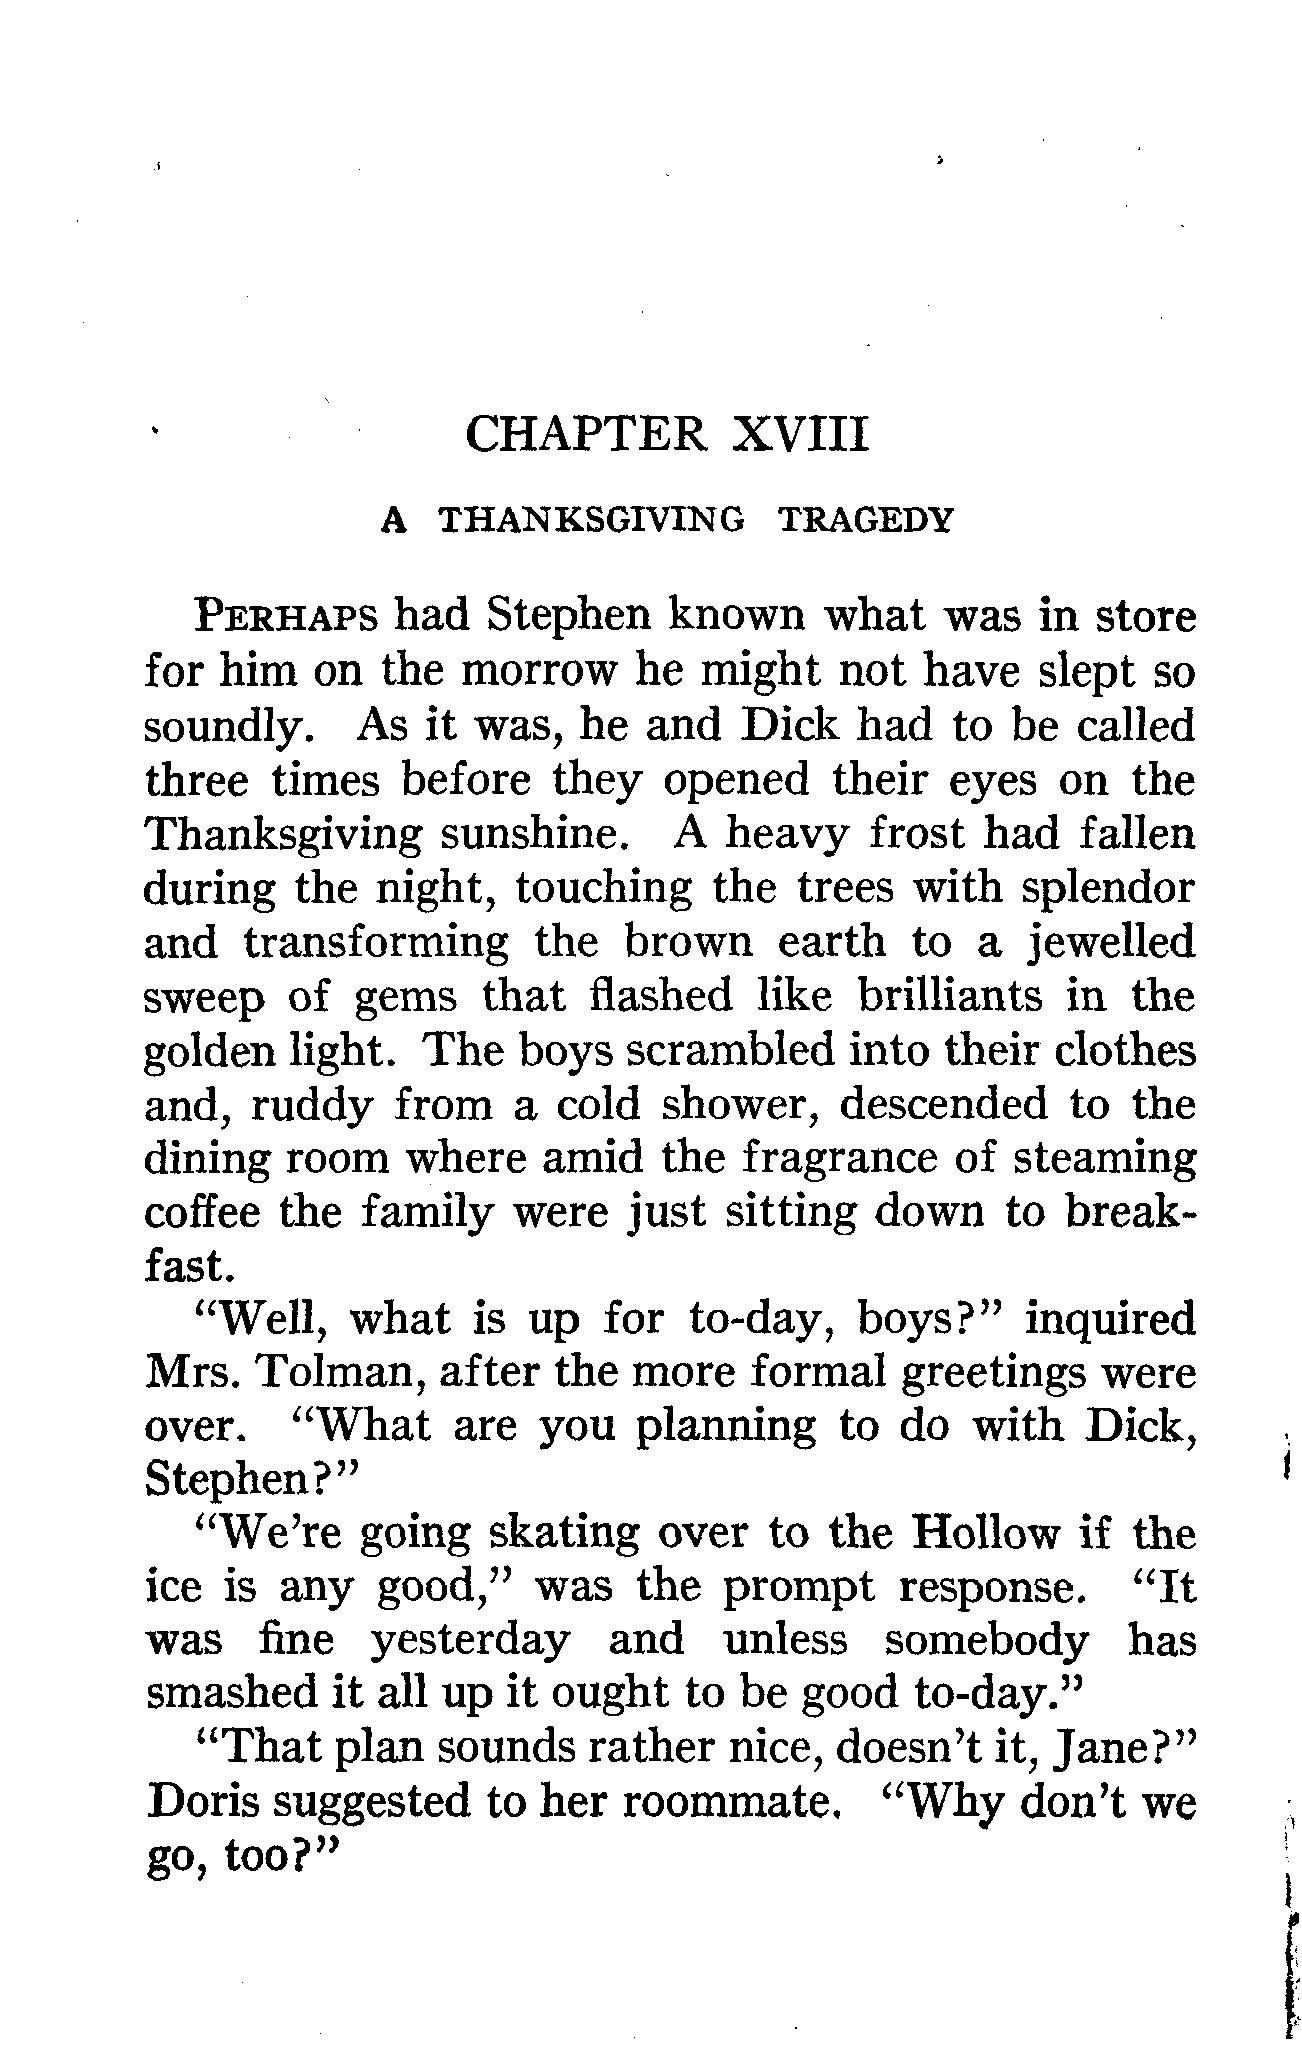 CHAPTER XVIII
A THANKSGIVING TRAGEDY
PERHAPS had Stephen known what was in store
for him on the morrow he might not have slept so
soundly. As it was, he and Dick had to be called
three times before they opened their eyes on the
Thanksgiving sunshine. A heavy frost had fallen
during the night, touching the trees with splendor
and transforming the brown earth to a jewelled
sweep of gems that flashed like brilliants in the
golden light. The boys scrambled into their clothes
and, ruddy from a cold shower, descended to the
dining room where amid the fragrance of steaming
coffee the family were just sitting down to break-
fast.
“Well, what is up for to-day, boys?” inquired
Mrs. Tolman, after the more formal greetings were
over. “What are you planning to do with Dick,
Stephen?”
“We’re going skating over to the Hollow if the
ice is any good,” was the prompt response. “It
was fine yesterday and unless somebody has
smashed it all up it ought to be good to-day.”
“That plan sounds rather nice, doesn’t it, Jane?”
Doris suggested to her roommate. “Why don’t we
go, too?”